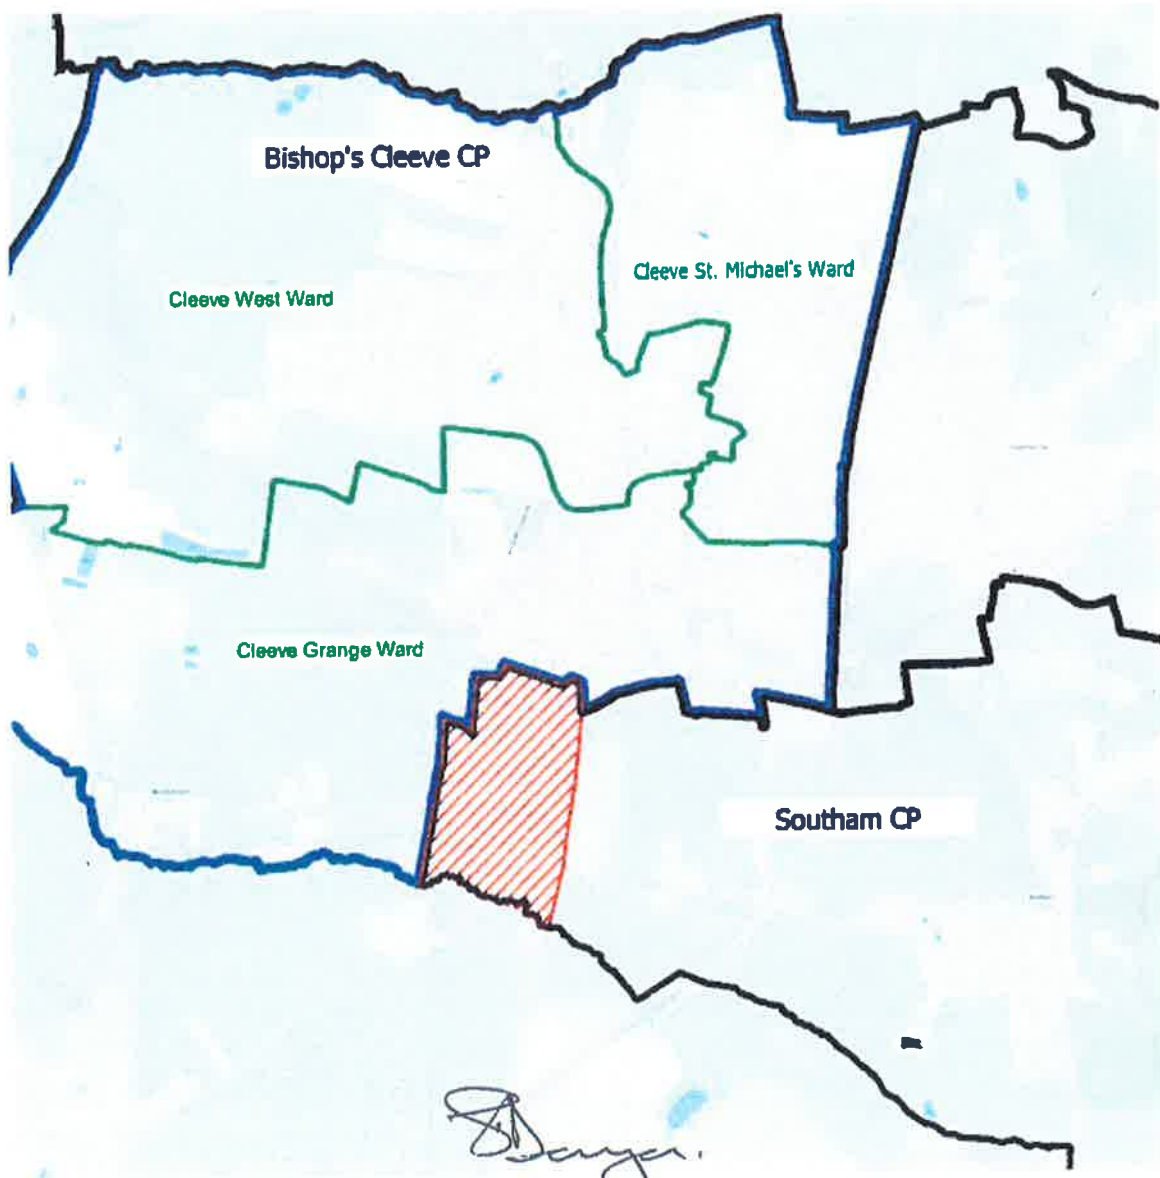 Bishop's Cleeve CP
Cleeve St. Michael's Ward
Cleeve West Ward
Cleeve Grange Ward
Southam CP